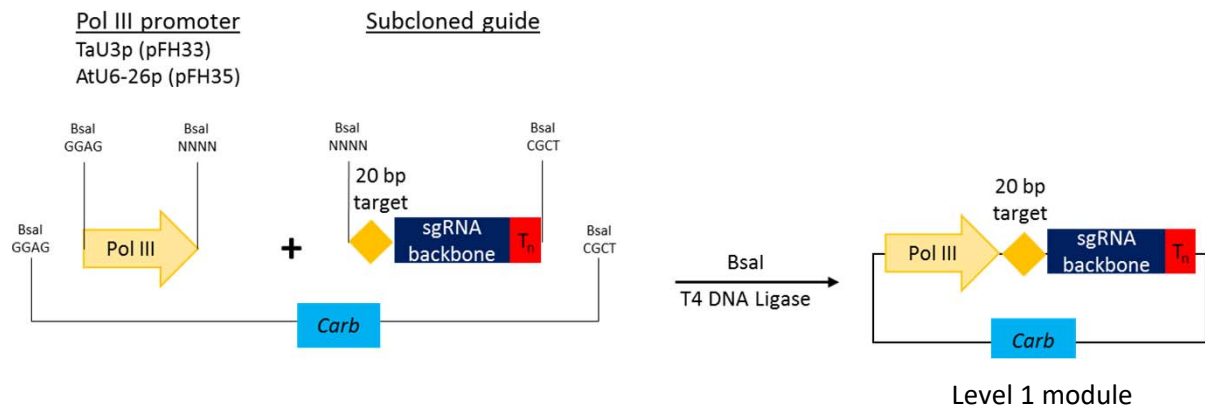 Pol III promoter
TaU3p (pFH33)
AtU6-26p (pFH35)
Subcloned guide
BsaI
GGAG
BsaI
NNNN
BsaI
NNNN
BsaI
CGCT
20 bp
target
BsaI
GGAG
Pol III
+
sgRNA
backbone
Tn
BsaI
CGCT
Carb
BsaI
T4 DNA Ligase
20 bp
target
Pol III
sgRNA
backbone
Tn
Carb
Level 1 module